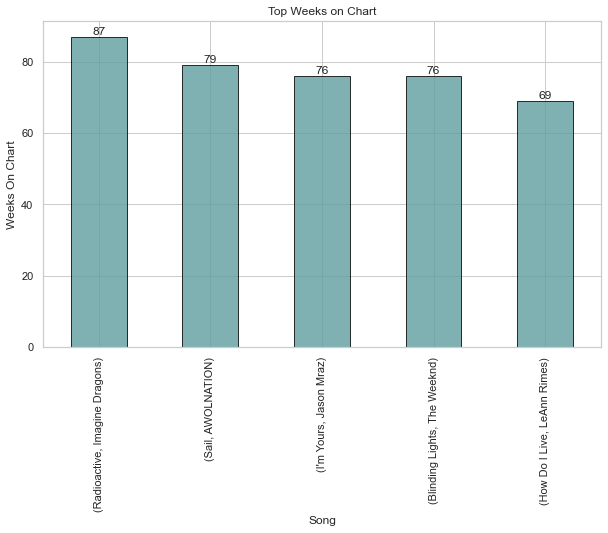 Top Weeks on Chart
87
79
76
76
69
Weeks On Chart
80
60
40
20
0
(Radioactive, Imagine Dragons)
(Sail, AWOLNATION)
(I'm Yours, Jason Mraz)
(Blinding Lights, The Weeknd)
(How Do I Live, LeAnn Rimes)
Song